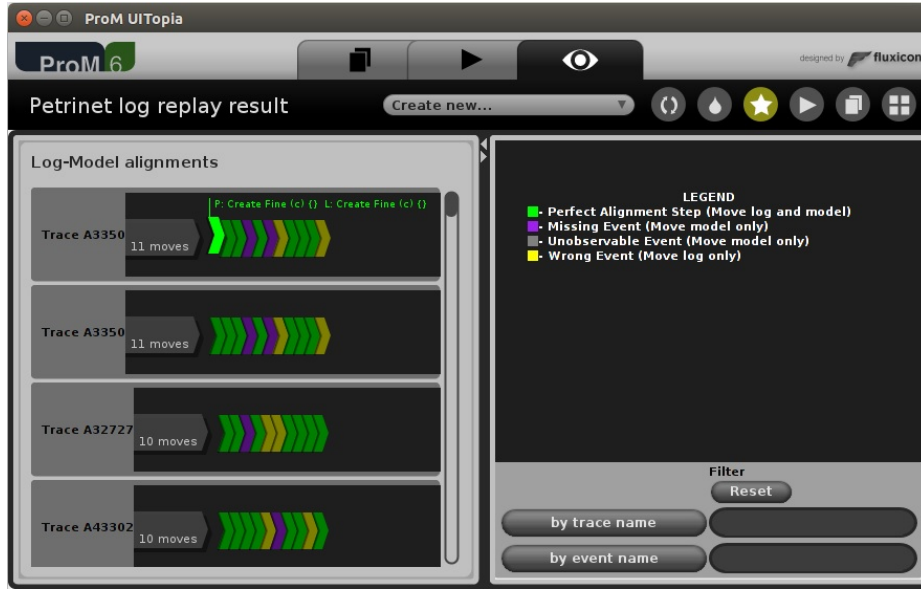 ProM UITopia
ProM 6
designed by fluxicon
Petrinet log replay result
Create new...
Log-Model alignments
P: Create Fine (c) {} L: Create Fine (c) {}
Trace A3350
11 moves
Trace A3350
11 moves
Trace A32727
10 moves
Trace A43302
10 moves
LEGEND
- Perfect Alignment Step (Move log and model)
- Missing Event (Move model only)
- Unobservable Event (Move model only)
- Wrong Event (Move log only)
Filter
Reset
by trace name
by event name